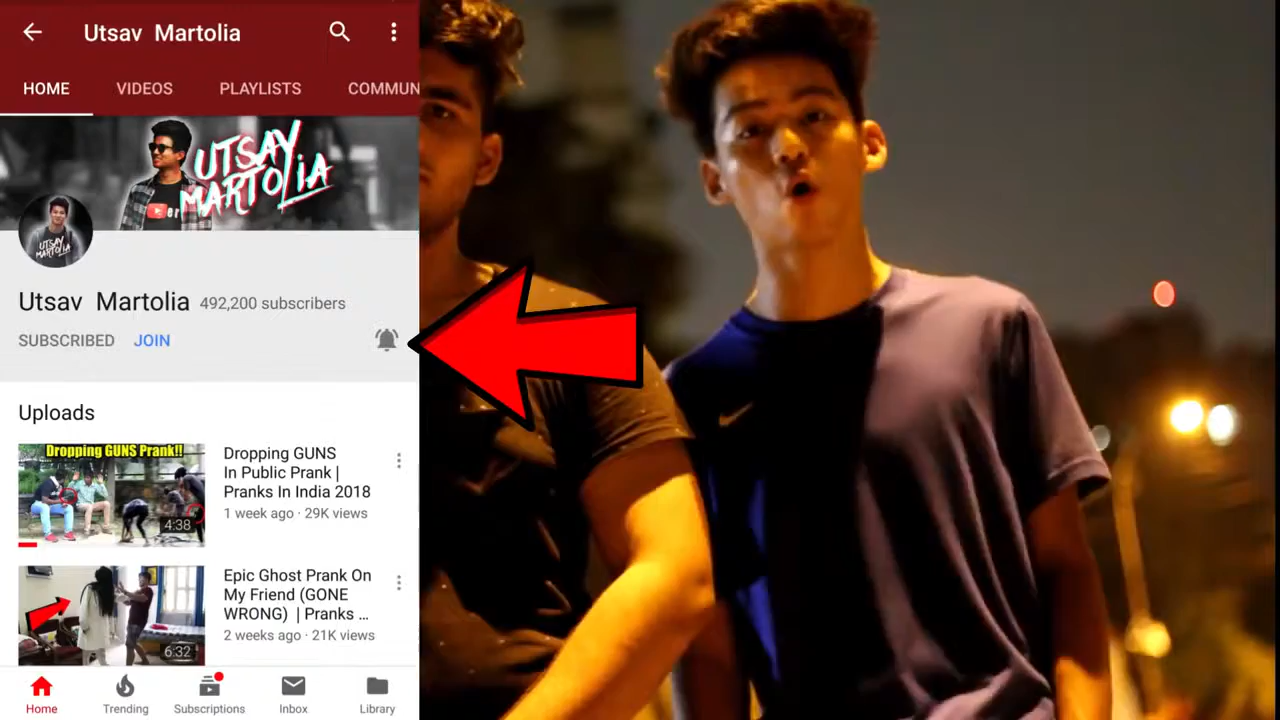 Utsav Martolia
HOME VIDEOS PLAYLISTS COMMUN
UTSAV
MARTOLIA
UTSAV
MARTOLIA
Utsav Martolia 492,200 subscribers
SUBSCRIBED JOIN
Uploads
Dropping GUNS Prank!!
4:38
Dropping GUNS
In Public Prank |
Pranks In India 2018
1 week ago · 29K views
6:32
Epic Ghost Prank On
My Friend (GONE
WRONG) | Pranks ...
2 weeks ago · 21K views
Home Trending Subscriptions Inbox Library